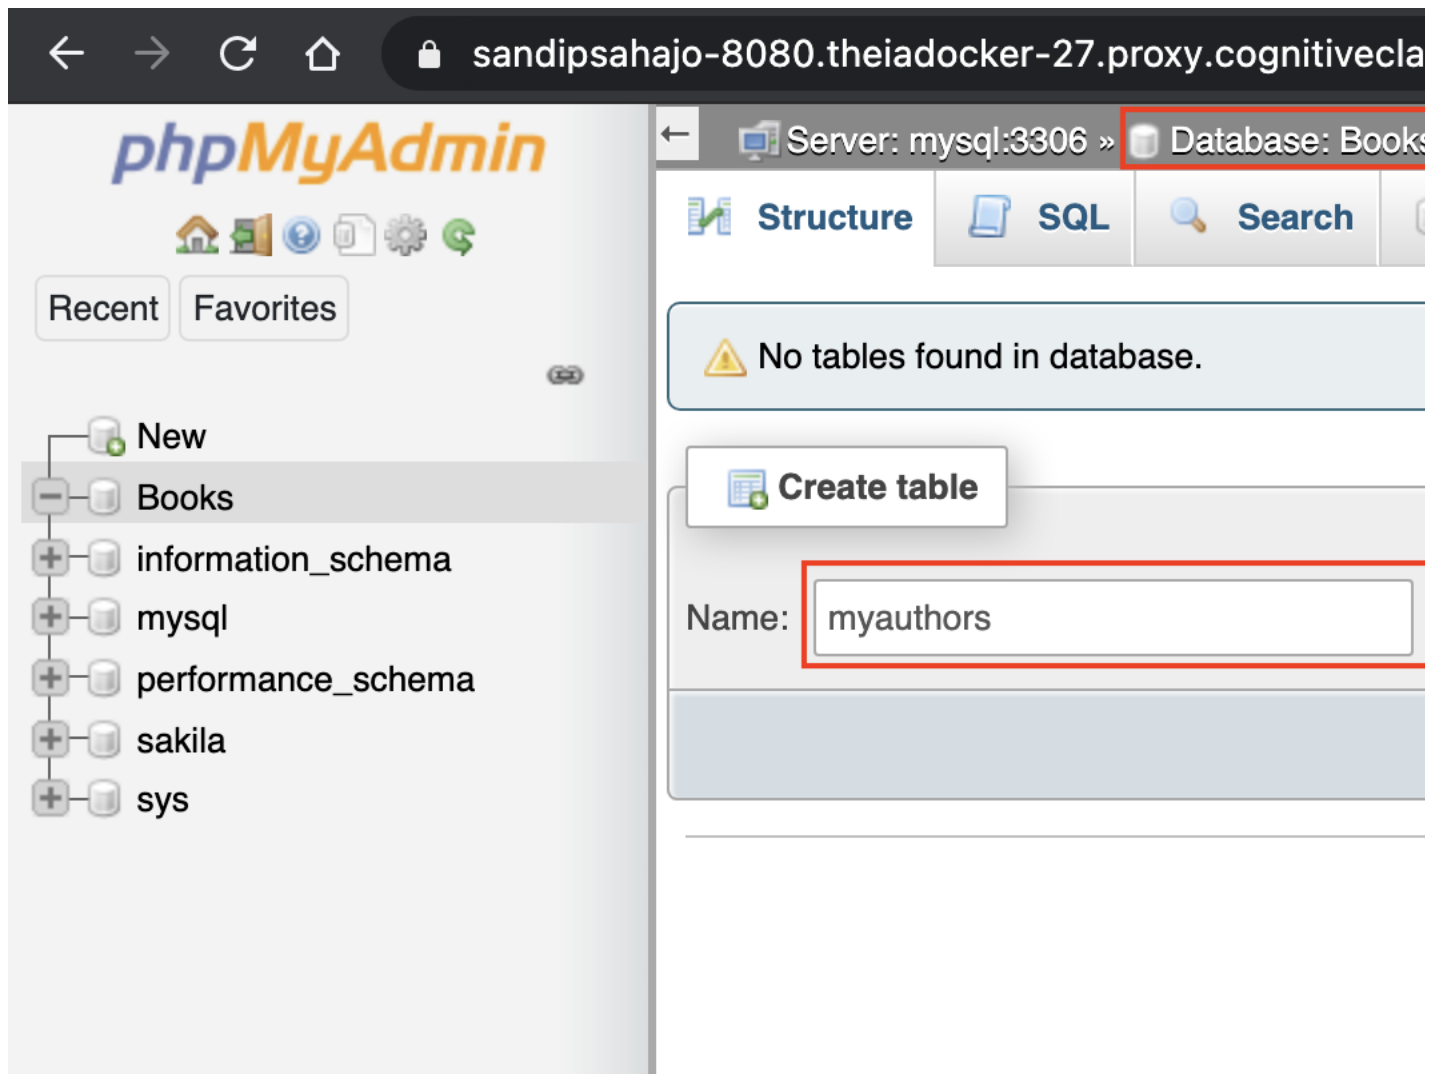 sandipsahajo-8080.theiadocker-27.proxy.cognitivecla
phpMyAdmin
Recent Favorites
New
Books
information_schema
mysql
performance_schema
sakila
sys
Server: mysql:3306 » Database: Books
Structure SQL Search
No tables found in database.
Create table
Name: myauthors